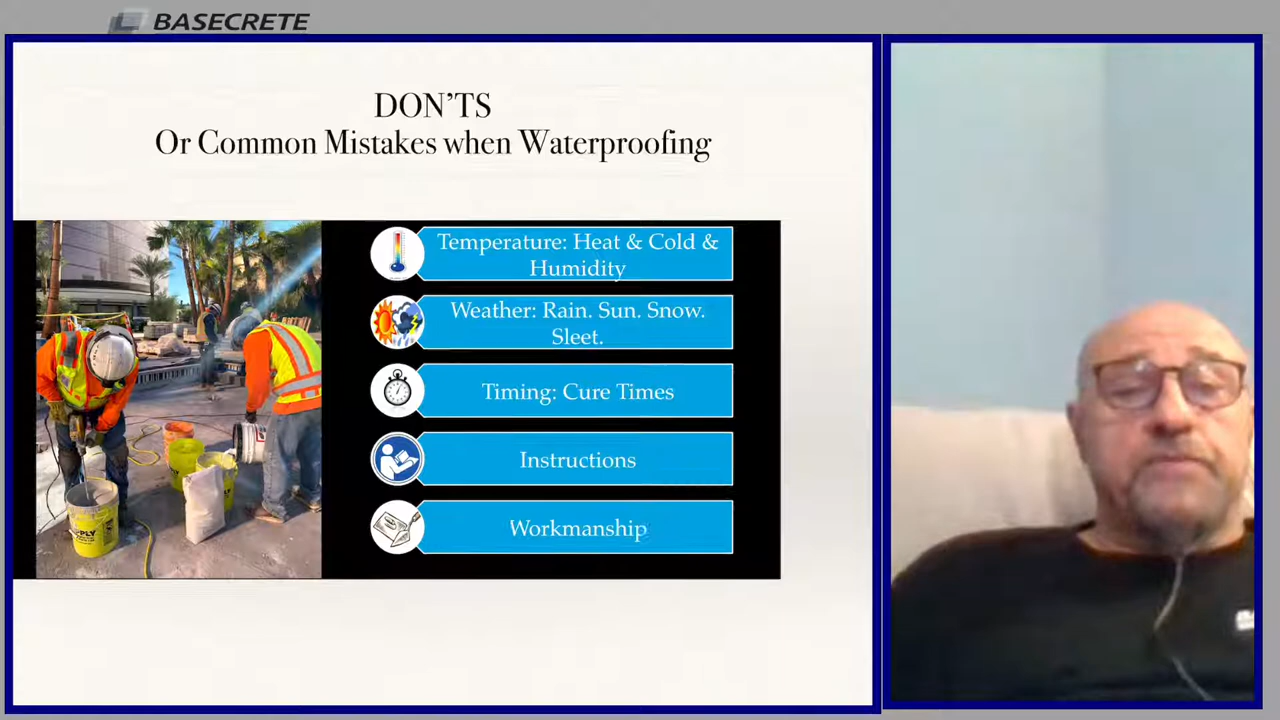 BASECRETE
DON'TS
Or Common Mistakes when Waterproofing
Temperature: Heat & Cold &
Humidity
Weather: Rain. Sun. Snow.
Sleet.
Timing: Cure Times
Instructions
Workmanship